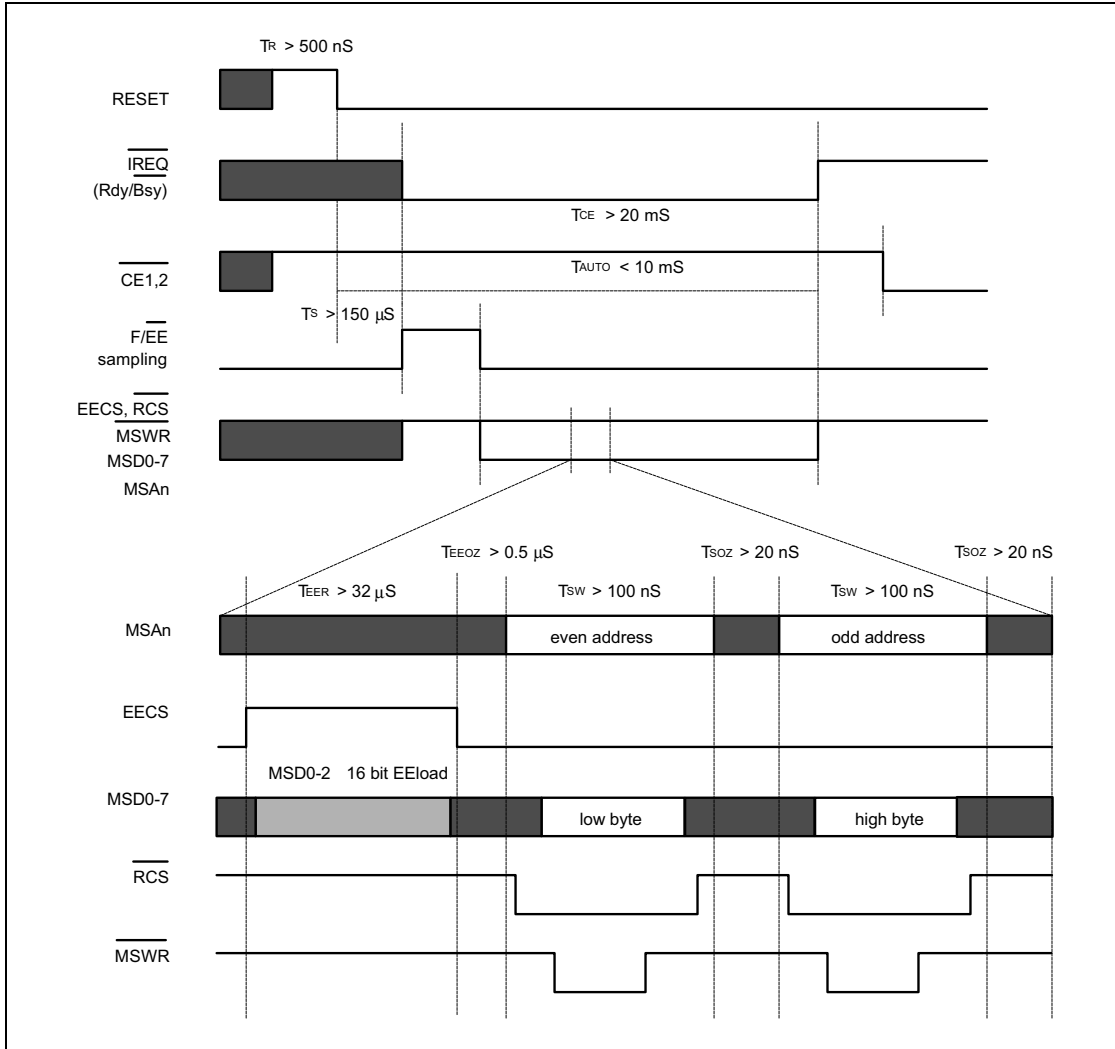 TR > 500 nS
RESET
IREQ
(Rdy/Bsy)
TCE > 20 mS
CE1,2
TAUTO < 10 mS
TS > 150 µS
F/EE
sampling
EECS, RCS
MSWR
MSD0-7
MSAn
TEEOZ > 0.5 µS
TSOZ > 20 nS
TSOZ > 20 nS
TEER > 32 µS
TSW > 100 nS
TSW > 100 nS
MSAn
even address
odd address
EECS
MSD0-2 16 bit EEload
MSD0-7
low byte
high byte
RCS
MSWR